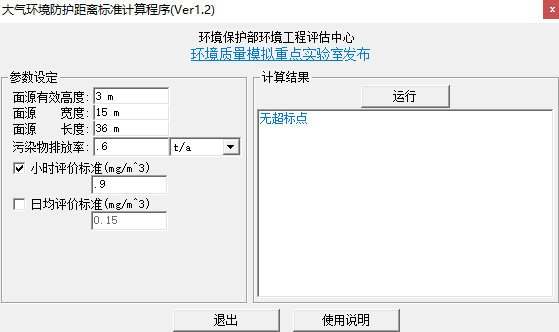 大气环境防护距离标准计算程序(Ver1.2)
x
环境保护部环境工程评估中心
环境质量模拟重点实验室发布
参数设定
面源有效高度: 3 m
面源 宽度: 15 m
面源 长度: 36 m
污染物排放率: .6 t/a
小时评价标准(mg/m^3)
.9
日均评价标准(mg/m^3)
0.15
计算结果
运行
无超标点
退出 使用说明